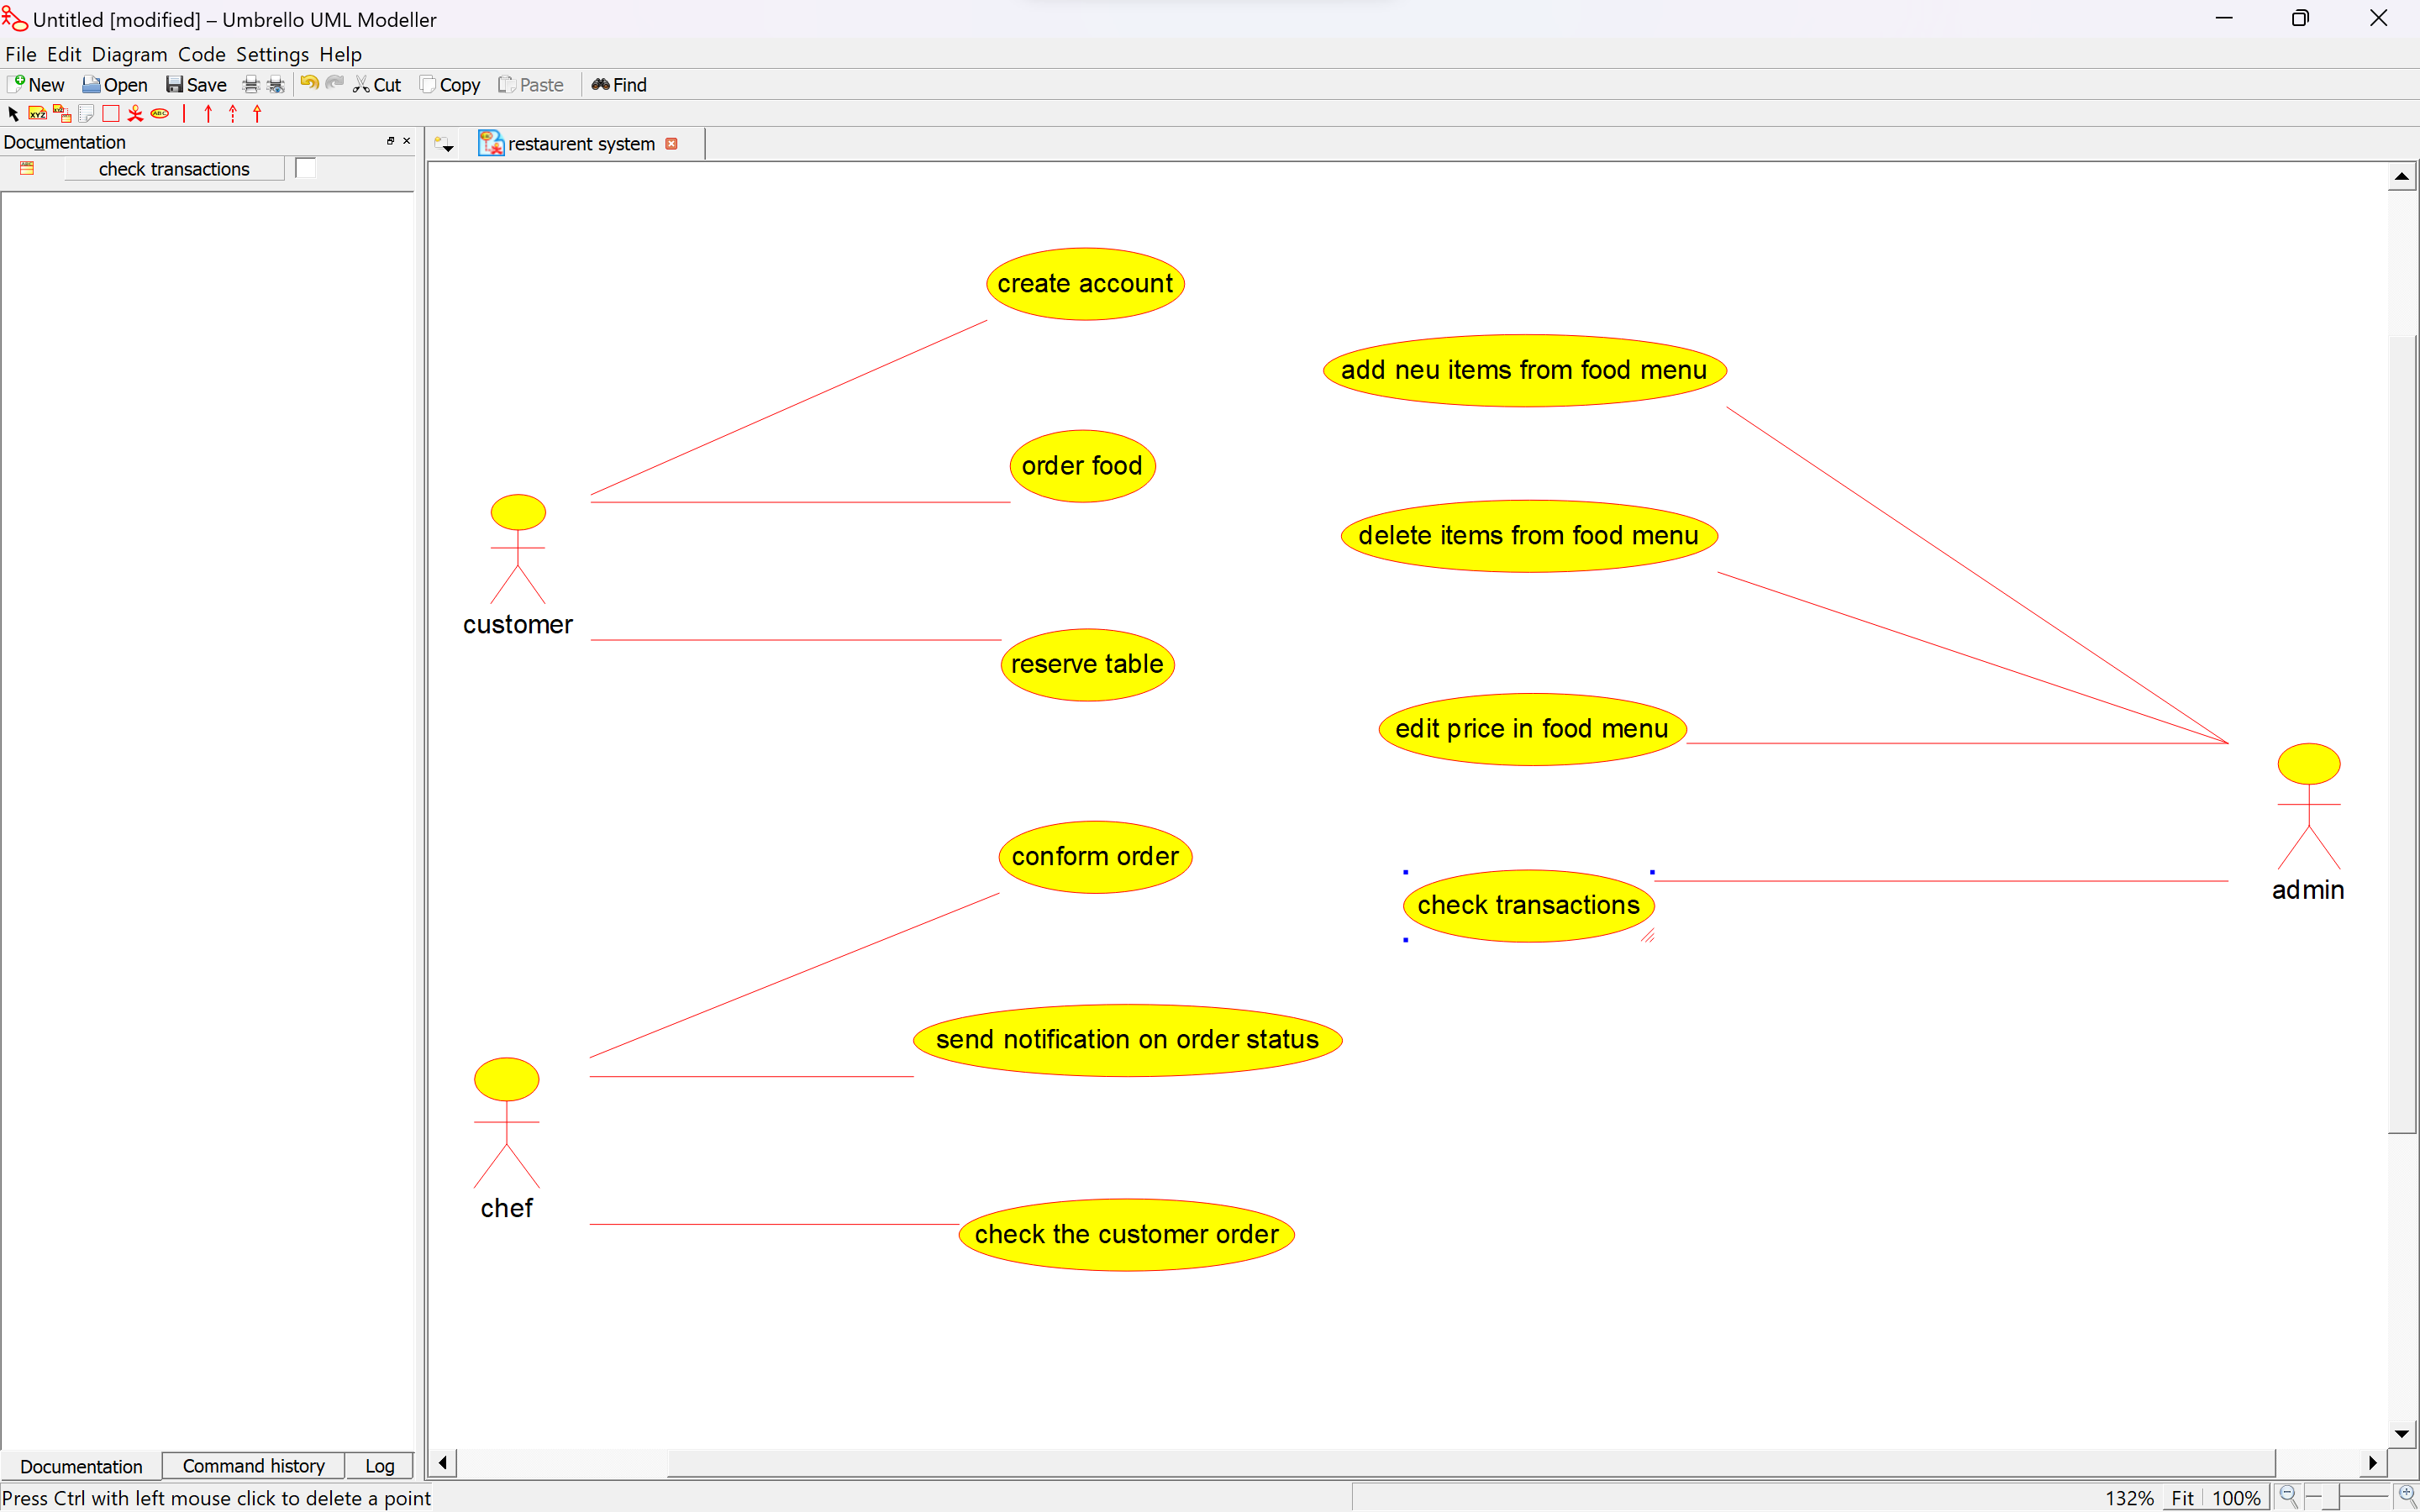 Untitled [modified] – Umbrello UML Modeller
File Edit Diagram Code Settings Help
New Open Save Cut Copy Paste Find
Documentation
restaurent system
check transactions
create account
add neu items from food menu
order food
delete items from food menu
customer
reserve table
edit price in food menu
conform order
admin
check transactions
send notification on order status
chef
check the customer order
Documentation Command history Log
Press Ctrl with left mouse click to delete a point
132% Fit 100%